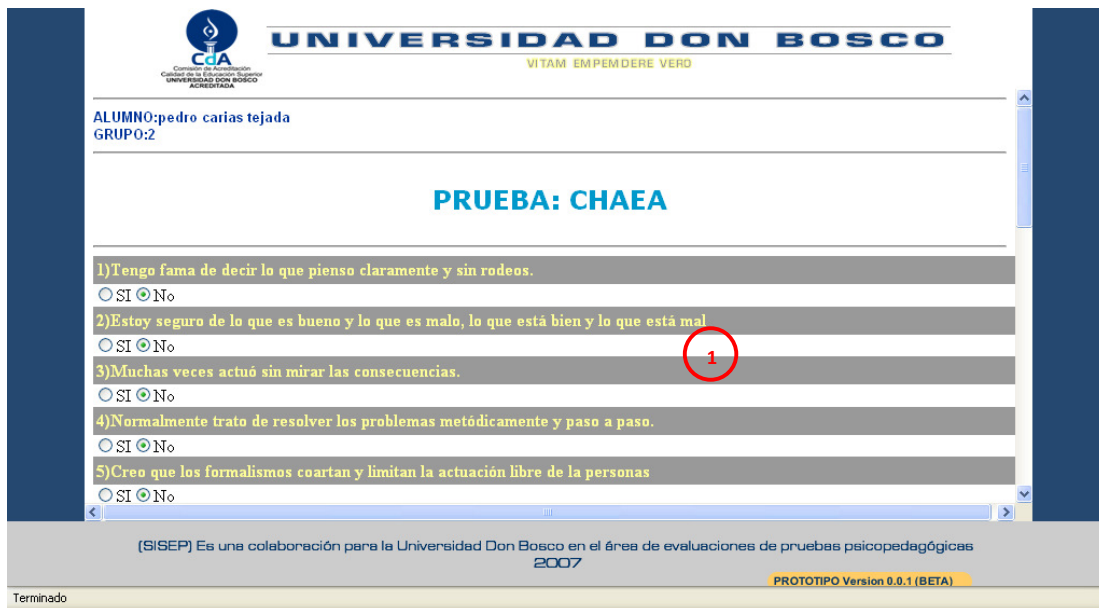 CdA
Comisión de Acreditación
Calidad de la Educación Superior
UNIVERSIDAD DON BOSCO
ACREDITADA
UNIVERSIDAD DON BOSCO
VITAM EMPEMDERE VERO
ALUMNO:pedro carias tejada
GRUPO:2
PRUEBA: CHAEA
1)Tengo fama de decir lo que pienso claramente y sin rodeos.
SI No
2)Estoy seguro de lo que es bueno y lo que es malo, lo que está bien y lo que está mal
SI No
1
3)Muchas veces actuó sin mirar las consecuencias.
SI No
4)Normalmente trato de resolver los problemas metódicamente y paso a paso.
SI No
5)Creo que los formalismos coartan y limitan la actuación libre de la personas
SI No
(SISEP) Es una colaboración para la Universidad Don Bosco en el área de evaluaciones de pruebas psicopedagógicas
2007
PROTOTIPO Version 0.0.1 (BETA)
Terminado